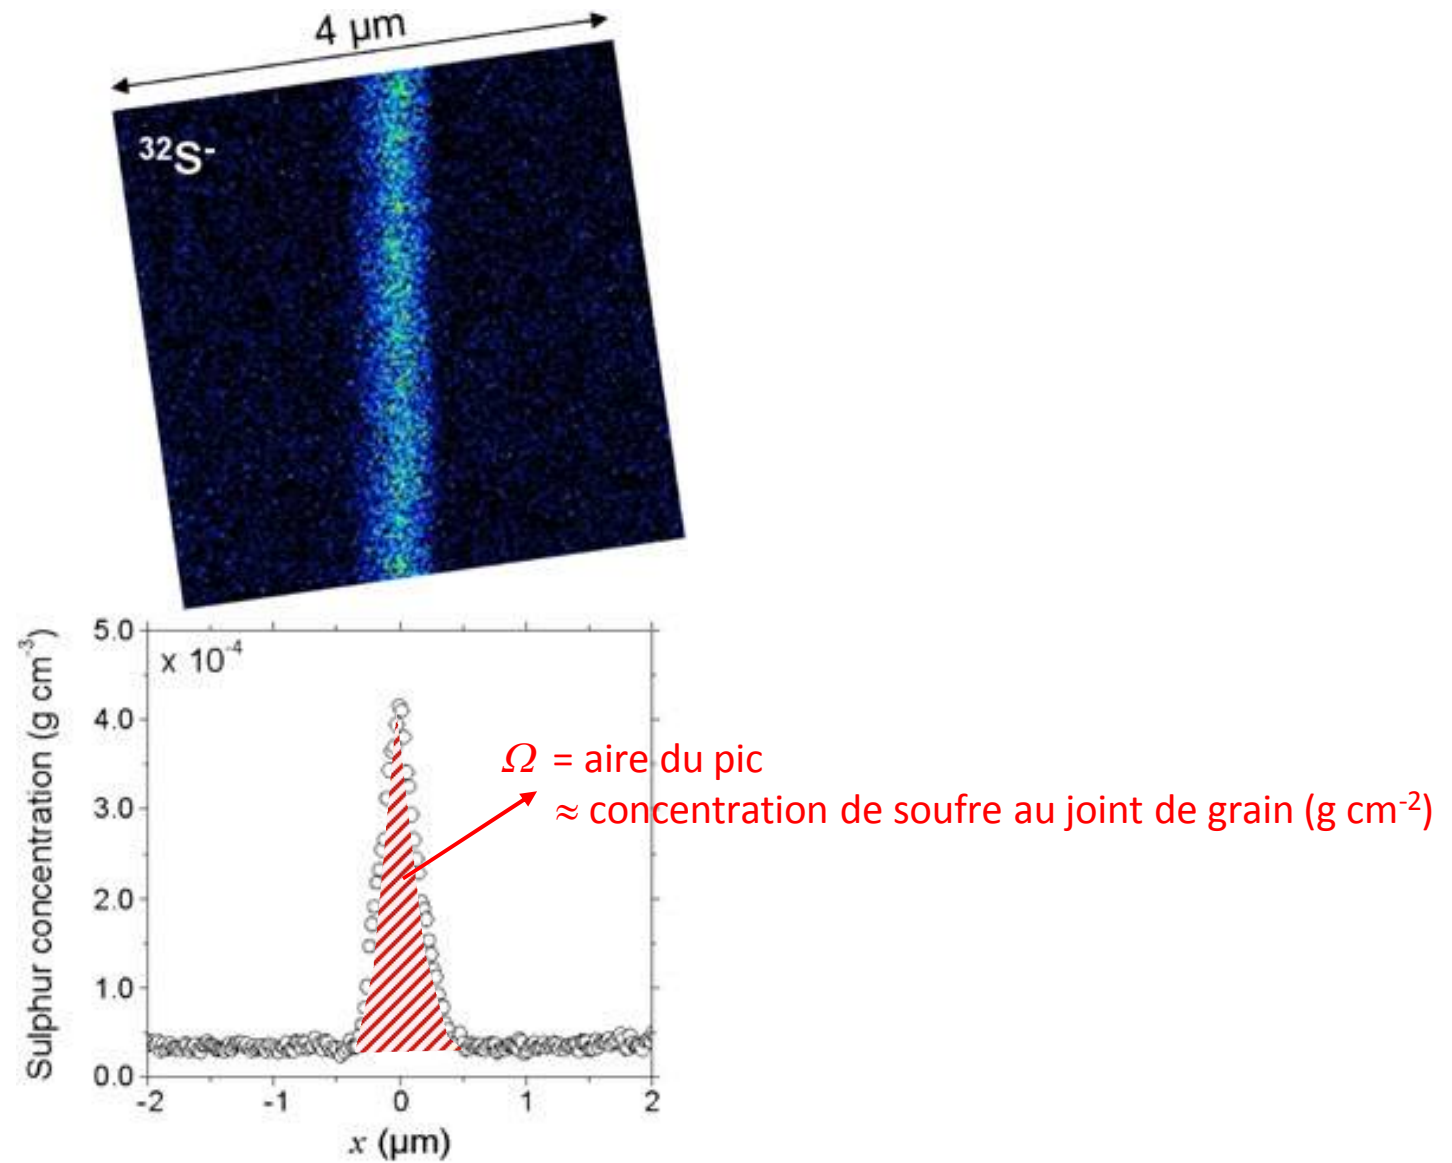 4 µm
³²S⁻
Sulphur concentration (g cm⁻³)
5.0
x 10⁻⁴
4.0
3.0
2.0
1.0
0.0
Ω = aire du pic
≈ concentration de soufre au joint de grain (g cm⁻²)
-2 -1 0 1 2
x (µm)